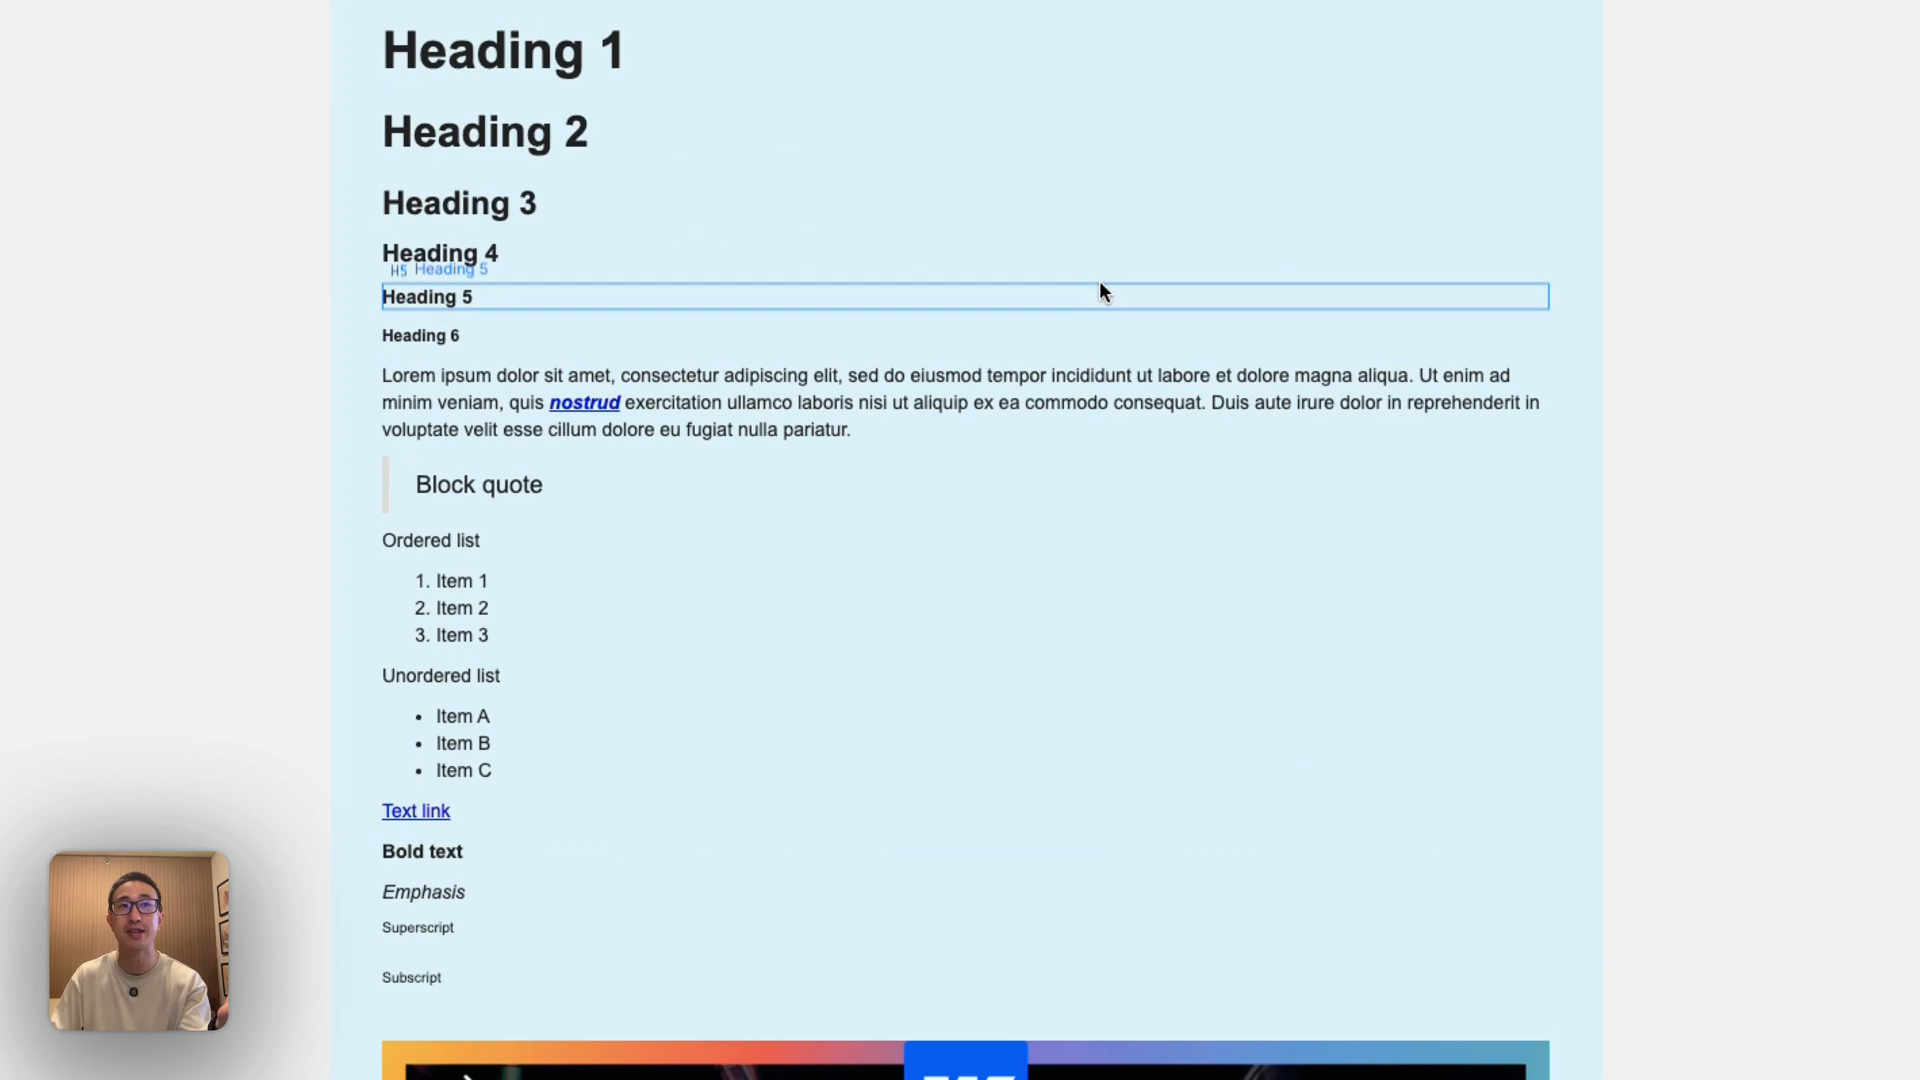 Heading 1
Heading 2
Heading 3
Heading 4
H5 Heading 5
Heading 5
Heading 6
Lorem ipsum dolor sit amet, consectetur adipiscing elit, sed do eiusmod tempor incididunt ut labore et dolore magna aliqua. Ut enim ad
minim veniam, quis nostrud exercitation ullamco laboris nisi ut aliquip ex ea commodo consequat. Duis aute irure dolor in reprehenderit in
voluptate velit esse cillum dolore eu fugiat nulla pariatur.
Block quote
Ordered list
1. Item 1
2. Item 2
3. Item 3
Unordered list
• Item A
• Item B
• Item C
Text link
Bold text
Emphasis
Superscript
Subscript